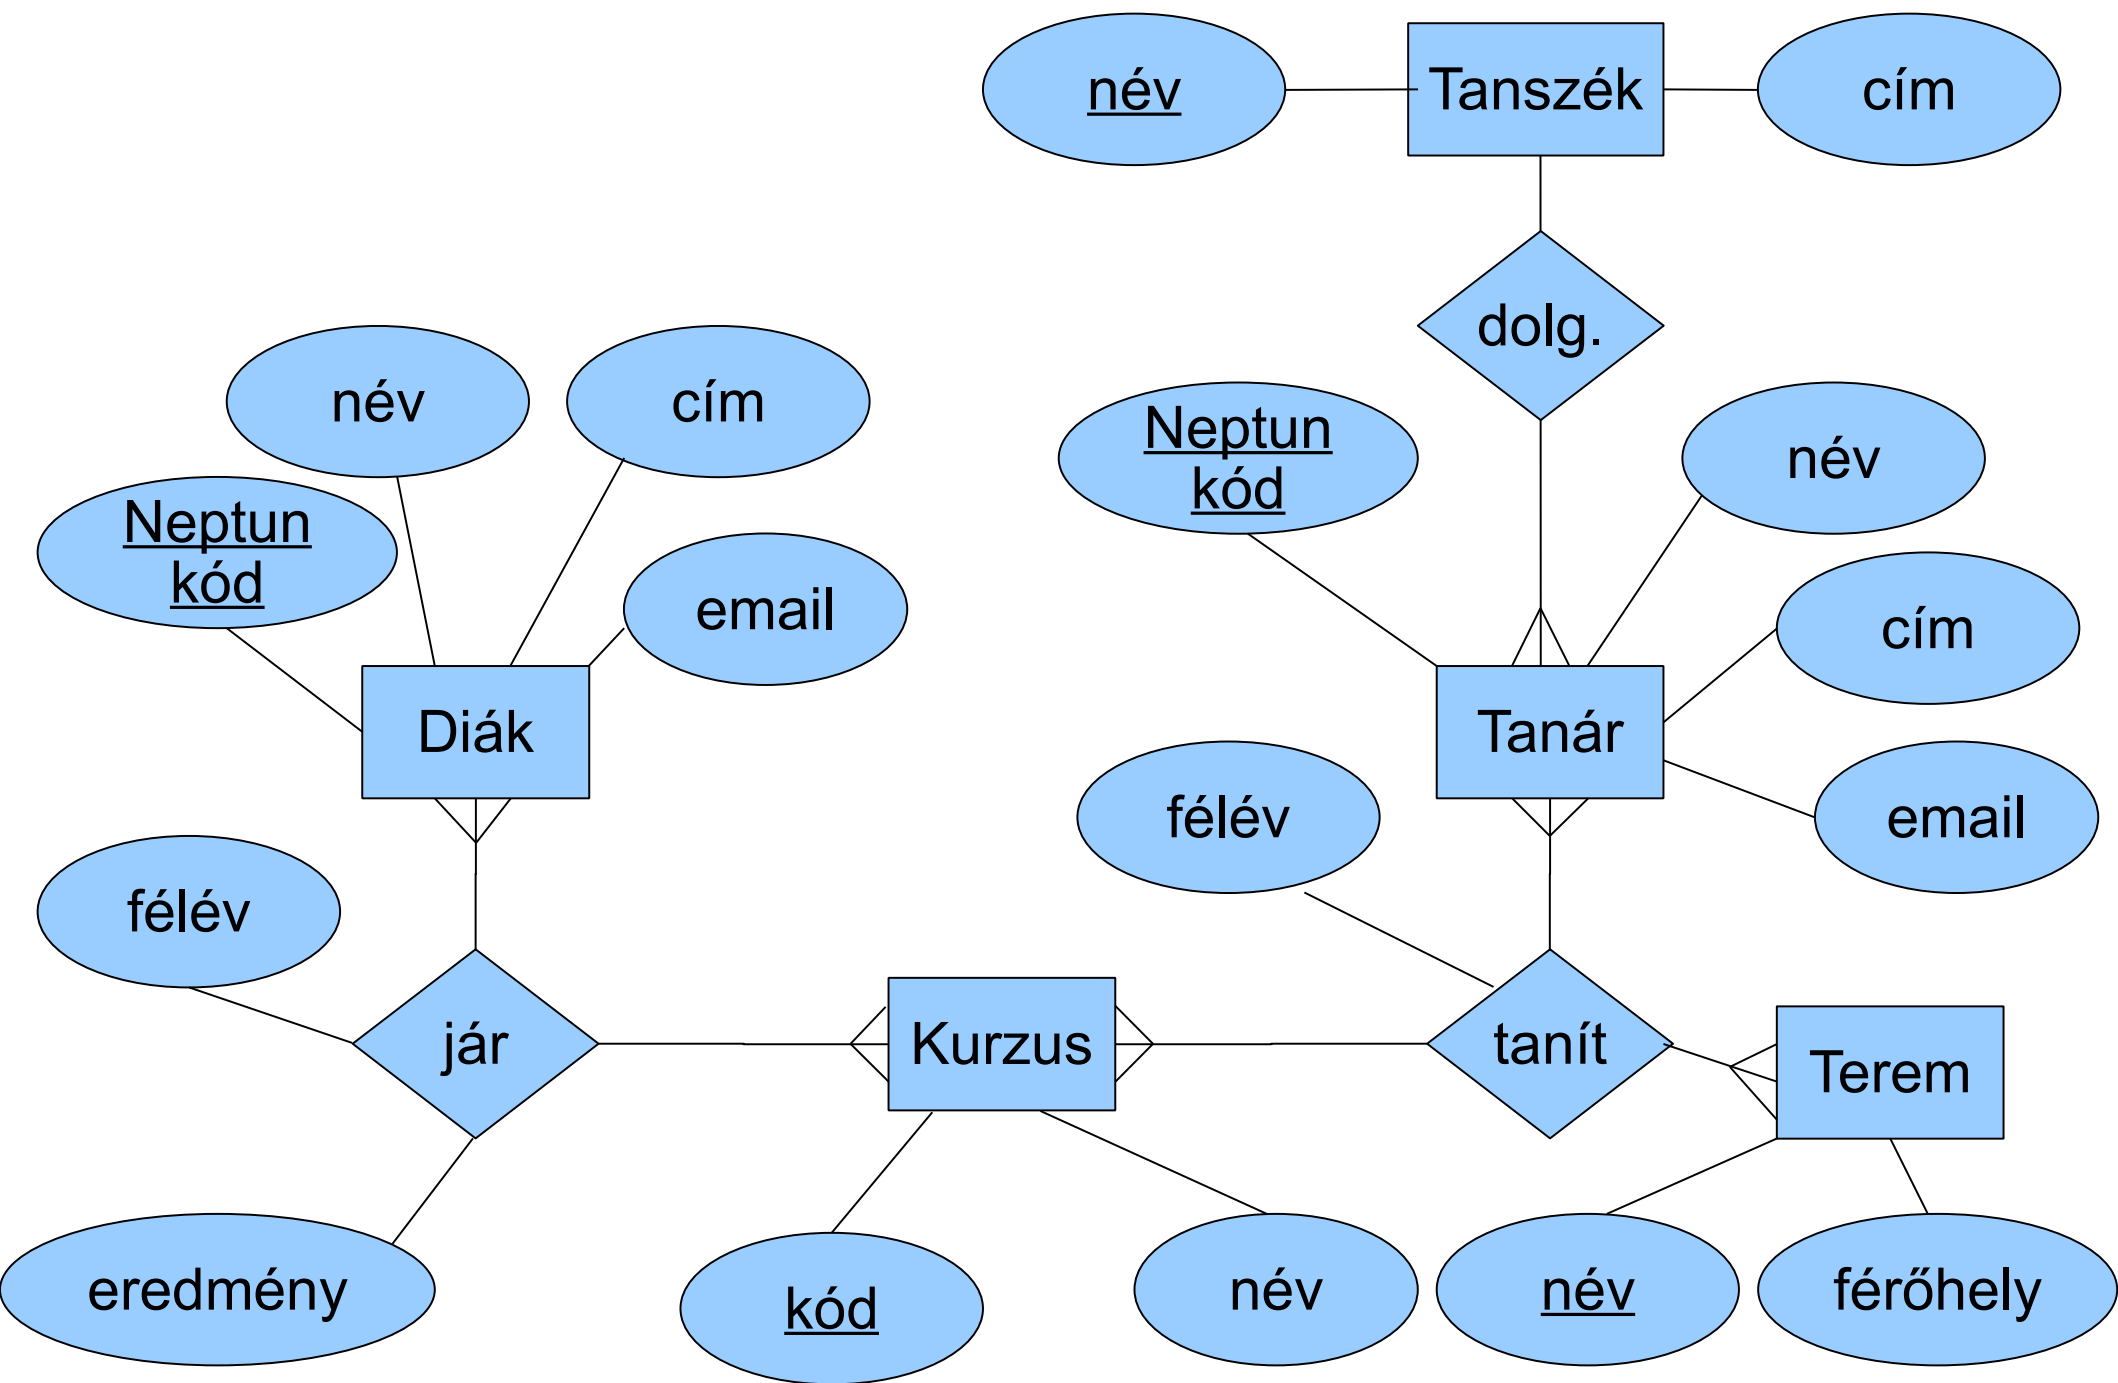 név
Tanszék
cím
dolg.
név
cím
Neptun
kód
név
Neptun
kód
email
cím
Diák
Tanár
félév
email
félév
jár
Kurzus
tanít
Terem
eredmény
kód
név
név
férőhely